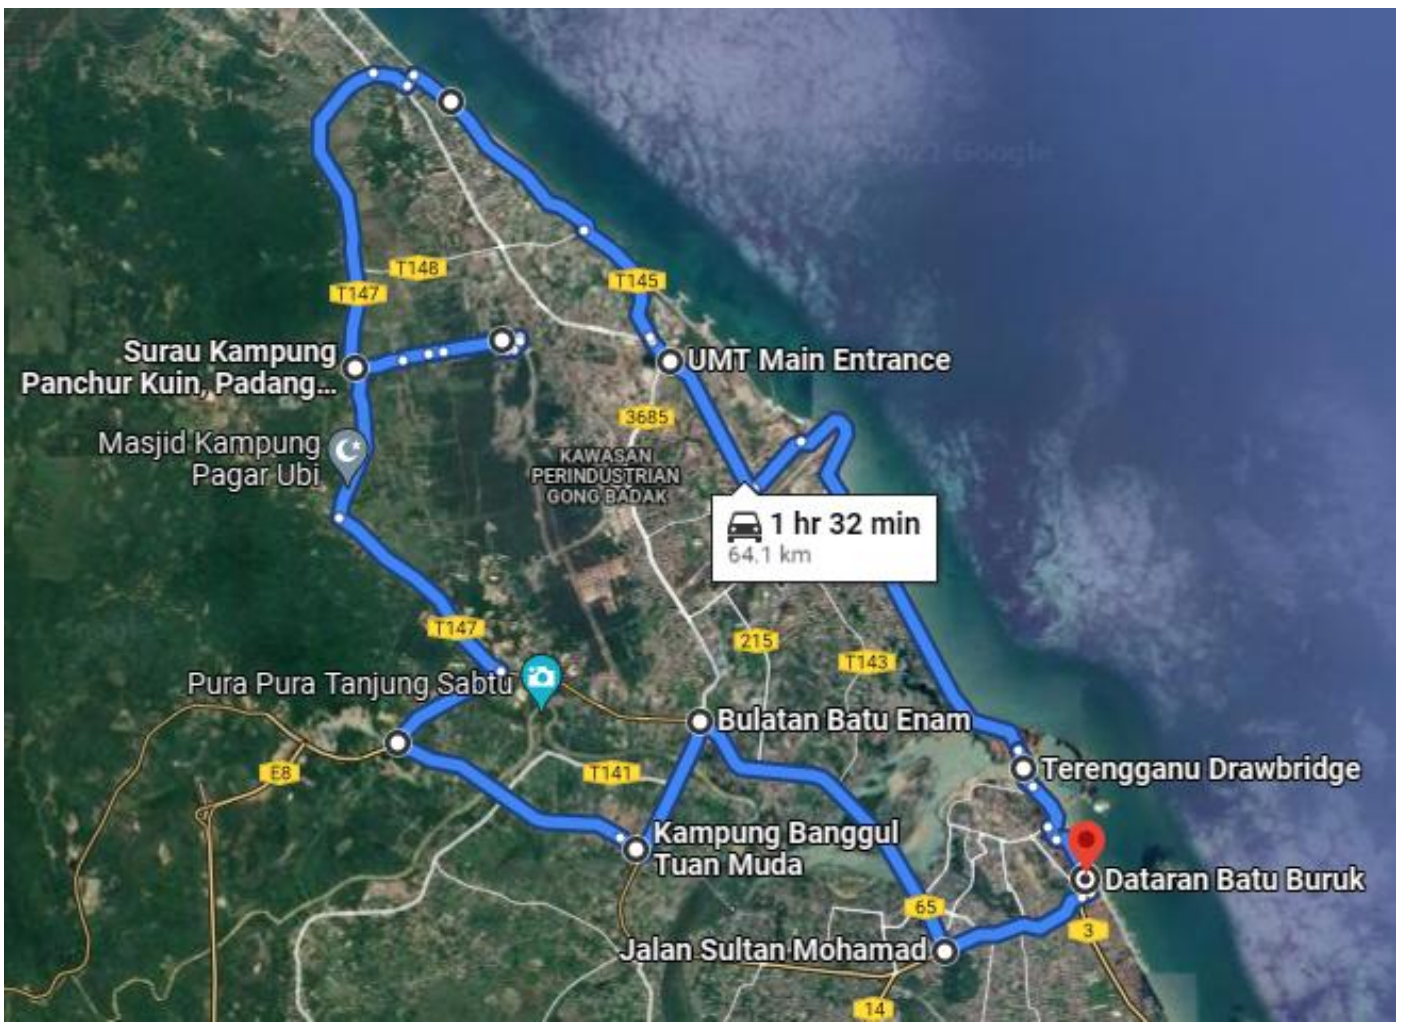 2021 Google
T148
T145
T147
Surau Kampung
Panchur Kuin, Padang...
UMT Main Entrance
3685
Masjid Kampung
Pagar Ubi
KAWASAN
PERINDUSTRIAN
GONG BADAK
1 hr 32 min
64.1 km
T147
215
T143
Pura Pura Tanjung Sabtu
Bulatan Batu Enam
E8
T141
Terengganu Drawbridge
Kampung Banggul
Tuan Muda
Dataran Batu Buruk
65
3
Jalan Sultan Mohamad
14